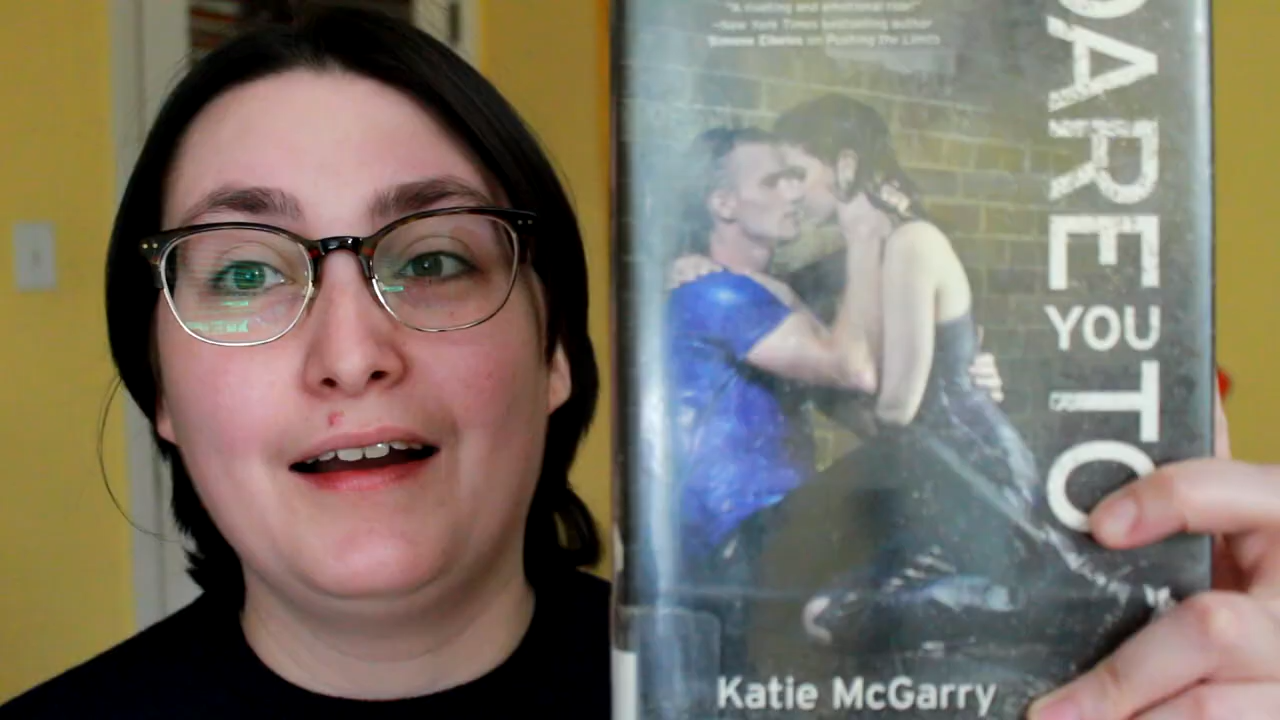 "A riveting and emotional ride!"
—New York Times bestselling author
Simone Elkeles on Pushing the Limits
DARE
YOU
TO
Katie McGarry